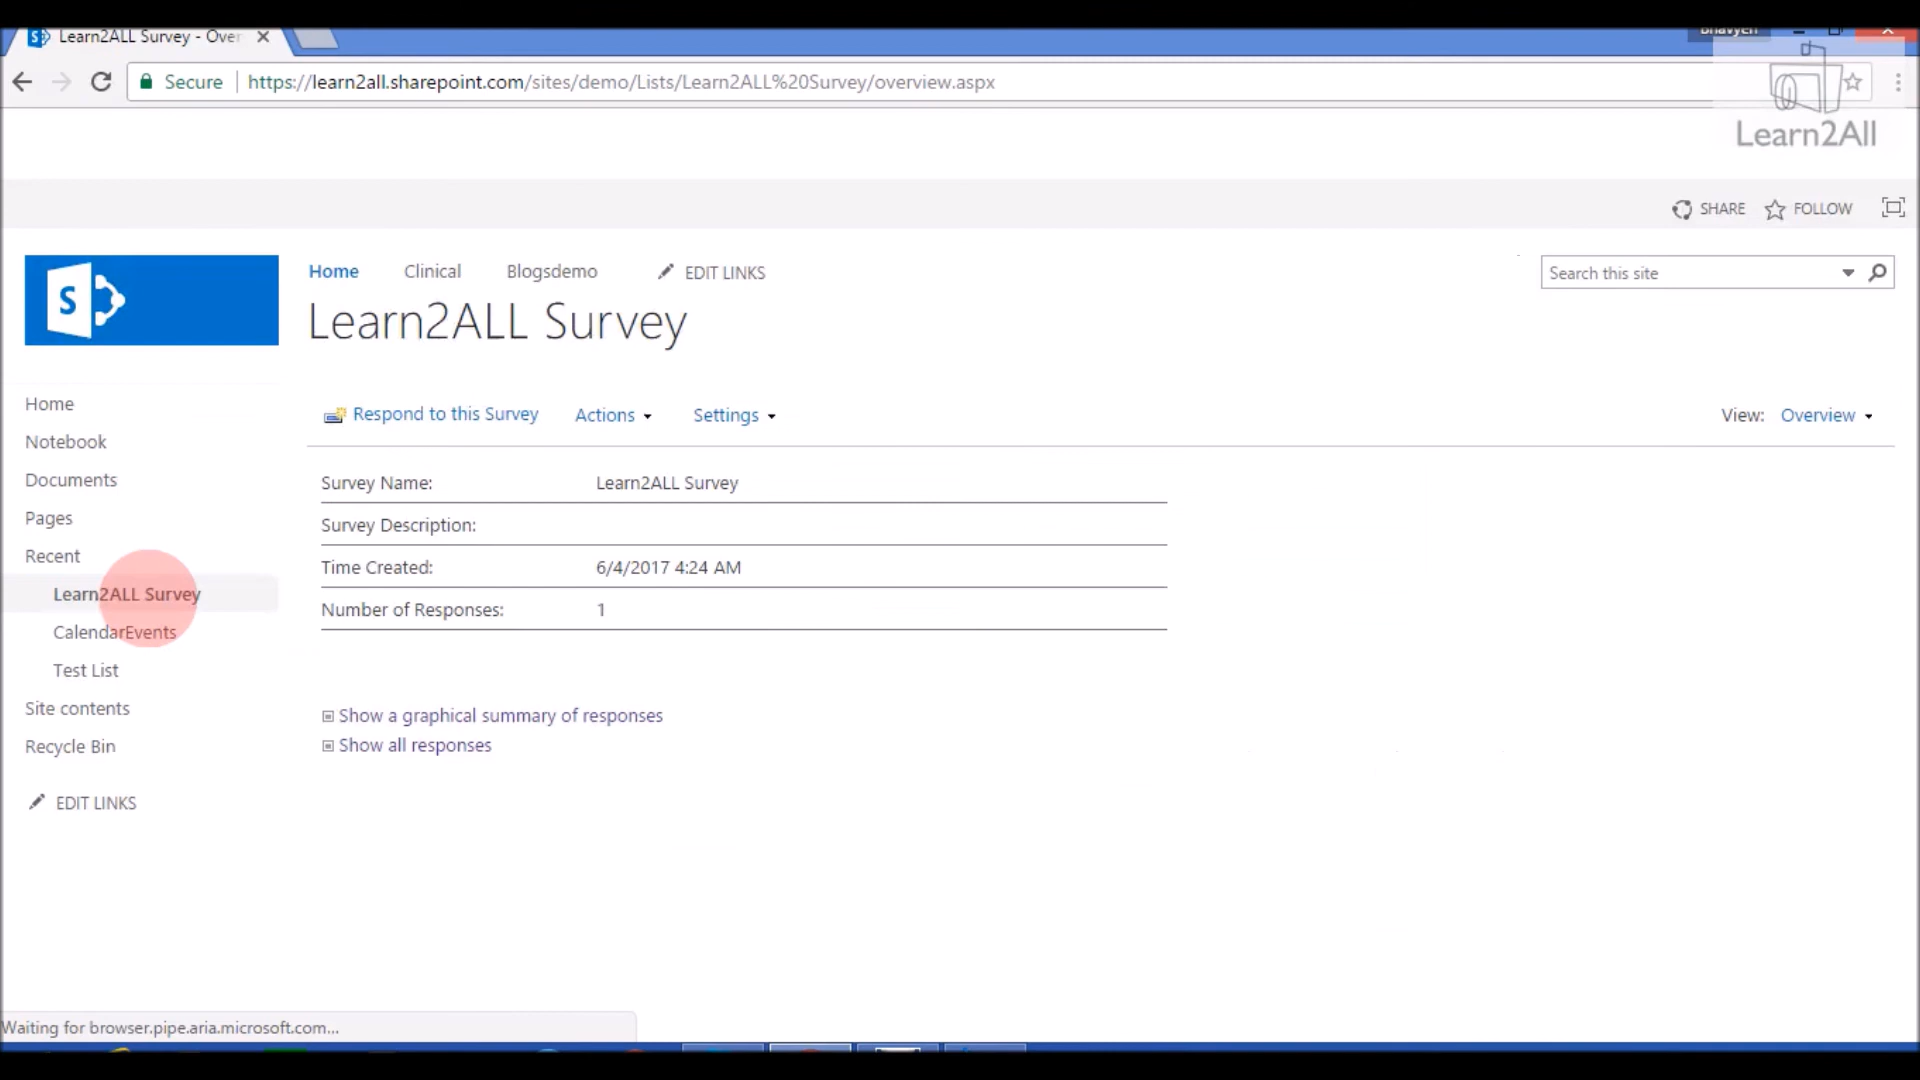 Learn2ALL Survey - Over
Bhavyen
Secure https://learn2all.sharepoint.com/sites/demo/Lists/Learn2ALL%20Survey/overview.aspx
Learn2All
SHARE FOLLOW
S
Home Clinical Blogsdemo EDIT LINKS
Search this site
Learn2ALL Survey
Home
Notebook
Documents
Pages
Recent
Learn2ALL Survey
CalendarEvents
Test List
Site contents
Recycle Bin
EDIT LINKS
Respond to this Survey Actions Settings View: Overview
Survey Name: Learn2ALL Survey
Survey Description:
Time Created: 6/4/2017 4:24 AM
Number of Responses: 1
Show a graphical summary of responses
Show all responses
Waiting for browser.pipe.aria.microsoft.com...